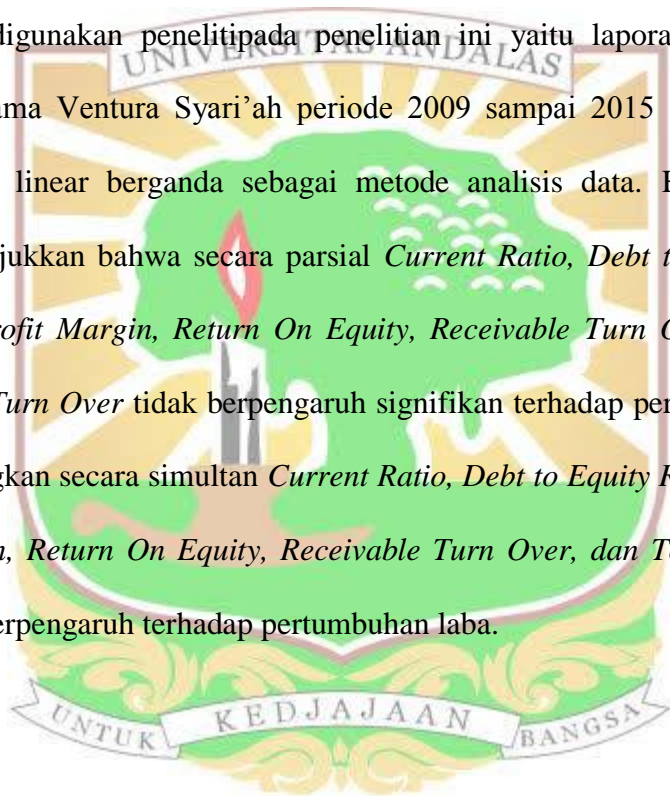 digunakan penelitipada penelitian ini yaitu lapora
UNIVERSITAS ANDALAS
ama Ventura Syari'ah periode 2009 sampai 2015
linear berganda sebagai metode analisis data.
jukkan bahwa secara parsial Current Ratio, Debt t
rofit Margin, Return On Equity, Receivable Turn O
Turn Over tidak berpengaruh signifikan terhadap per
gkan secara simultan Current Ratio, Debt to Equity R
n, Return On Equity, Receivable Turn Over, dan T
erpengaruh terhadap pertumbuhan laba.
UNTUK KEDJAJAAN BANGSA